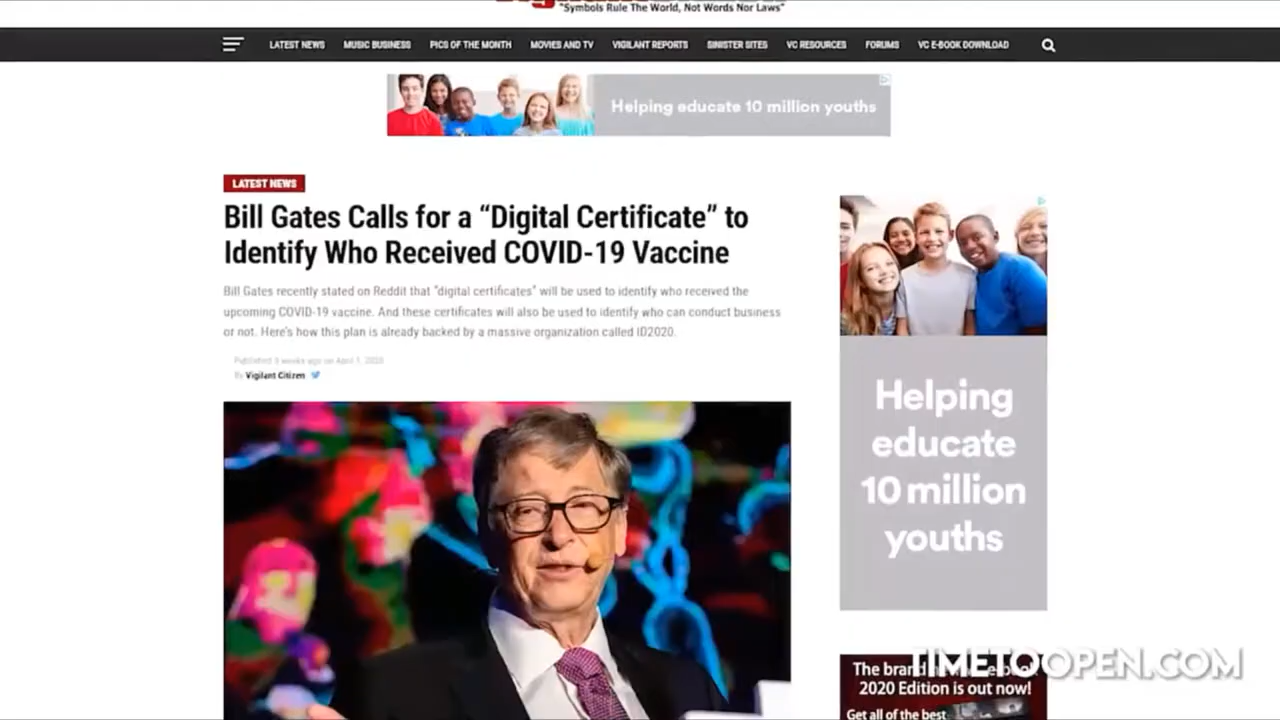 "Symbols Rule The World, Not Words Nor Laws"
LATEST NEWS MUSIC BUSINESS PICS OF THE MONTH MOVIES AND TV VIGILANT REPORTS SINISTER SITES VC RESOURCES FORUMS VC E-BOOK DOWNLOAD
Helping educate 10 million youths
LATEST NEWS
Bill Gates Calls for a “Digital Certificate” to
Identify Who Received COVID-19 Vaccine
Bill Gates recently stated on Reddit that "digital certificates" will be used to identify who received the
upcoming COVID-19 vaccine. And these certificates will also be used to identify who can conduct business
or not. Here's how this plan is already backed by a massive organization called ID2020.
Published 3 weeks ago on April 1, 2020
By Vigilant Citizen
Helping
educate
10 million
youths
The
TIMETOOPEN.COM
2020 Edition is out now!
Get all of the best